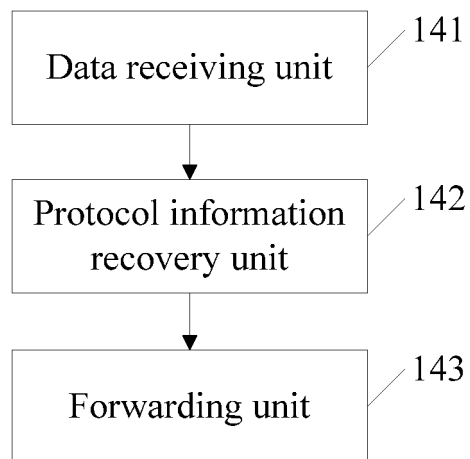 141
Data receiving unit
142
Protocol information
recovery unit
143
Forwarding unit